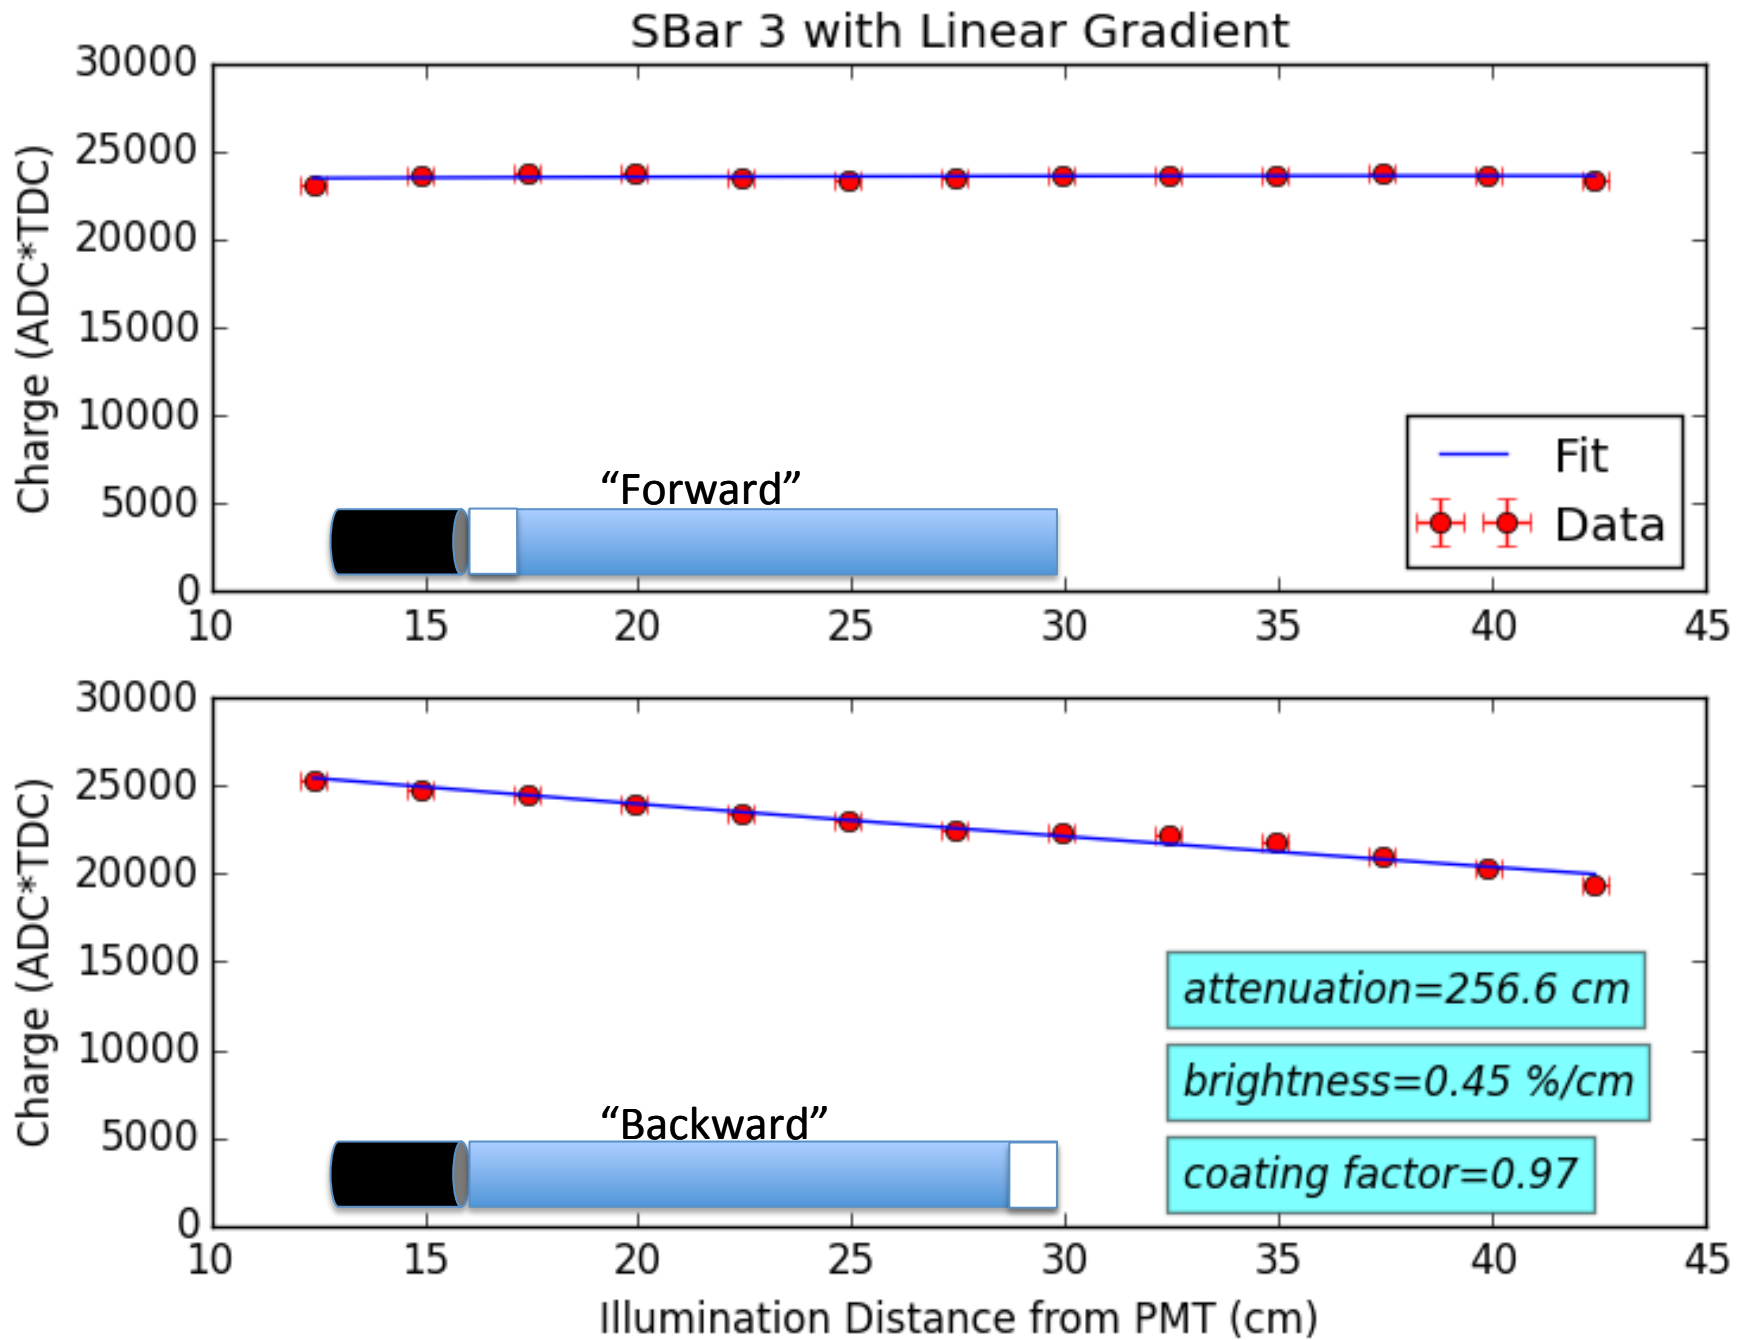 SBar 3 with Linear Gradient
30000
25000
20000
15000
10000
5000
0
Charge (ADC*TDC)
“Forward”
Fit
Data
10 15 20 25 30 35 40 45
30000
25000
20000
15000
10000
5000
0
Charge (ADC*TDC)
attenuation=256.6 cm
brightness=0.45 %/cm
coating factor=0.97
“Backward”
10 15 20 25 30 35 40 45
Illumination Distance from PMT (cm)